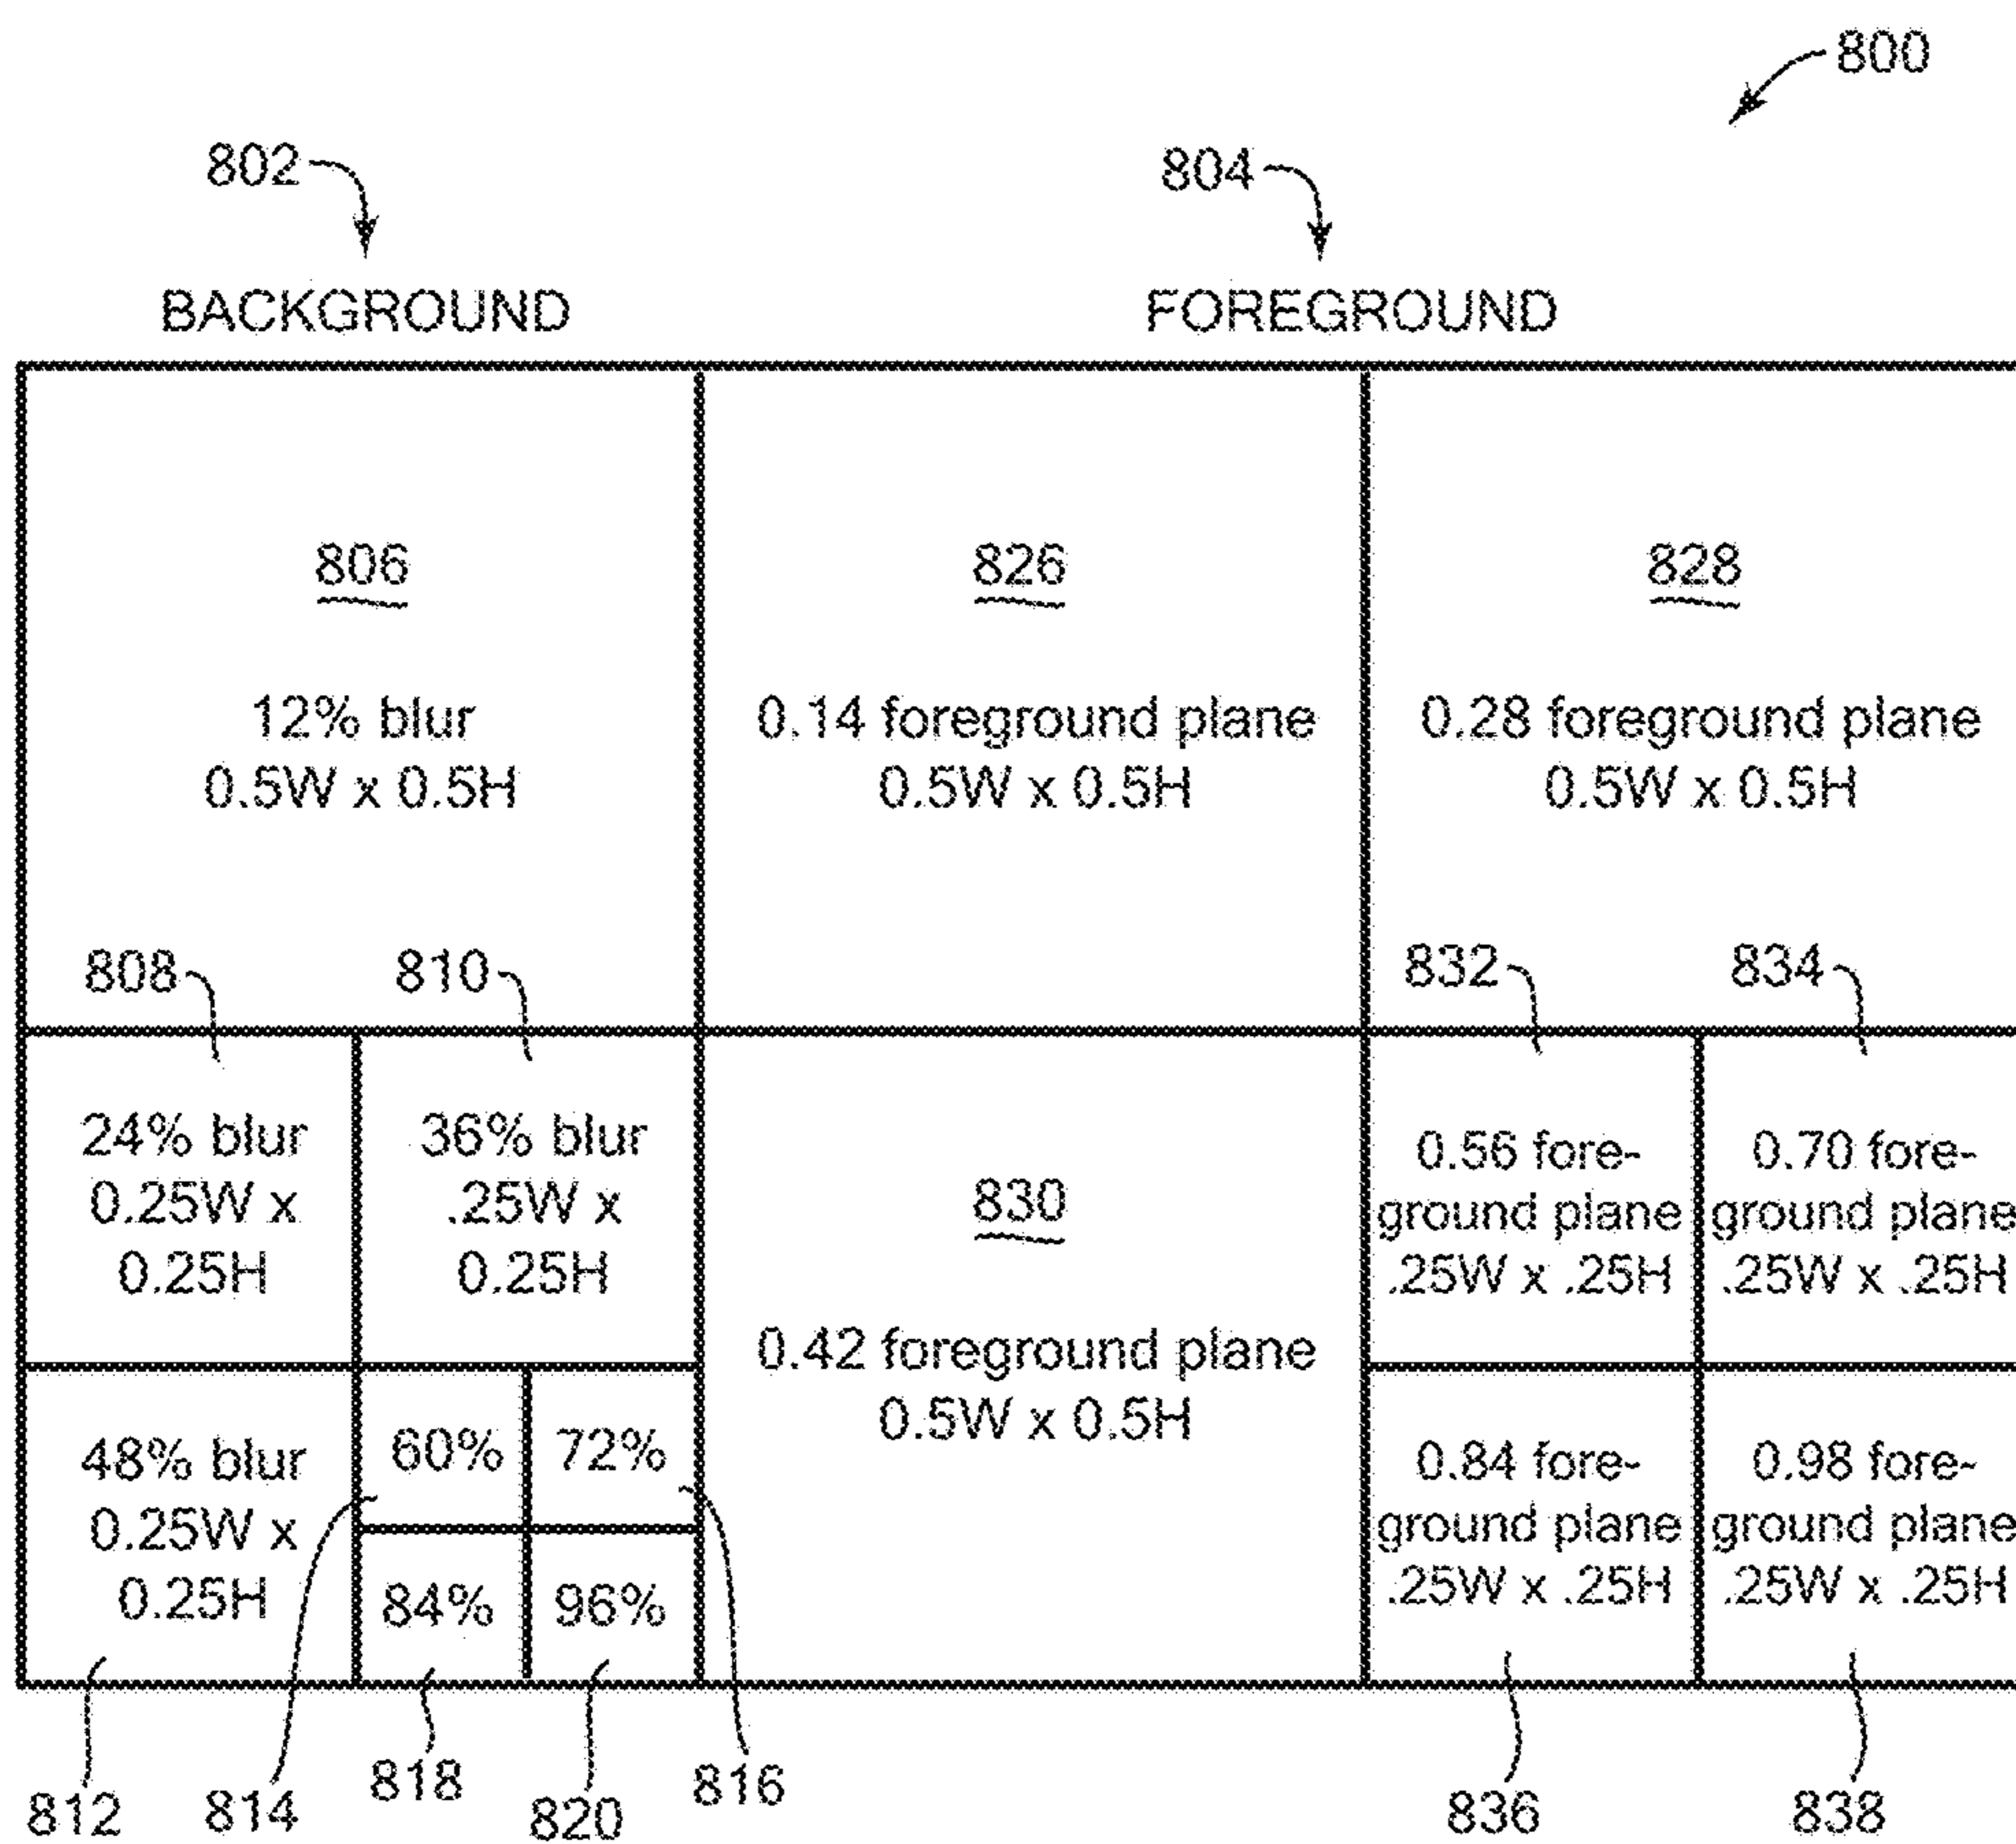 800
802
804
BACKGROUND
FOREGROUND
806
12% blur
0.5W x 0.5H
826
0.14 foreground plane
0.5W x 0.5H
828
0.28 foreground plane
0.5W x 0.5H
808
810
832
834
24% blur
0.25W x
0.25H
36% blur
.25W x
0.25H
830
0.42 foreground plane
0.5W x 0.5H
0.56 fore-
ground plane
.25W x .25H
0.70 fore-
ground plane
.25W x .25H
48% blur
0.25W x
0.25H
60%
72%
84%
96%
0.84 fore-
ground plane
.25W x .25H
0.98 fore-
ground plane
.25W x .25H
812
814
818
820
816
836
838